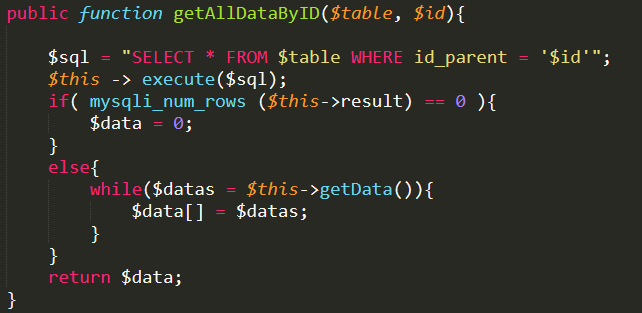 public function getAllDataByID($table, $id){
$sql = "SELECT * FROM $table WHERE id_parent = '$id'";
$this -> execute($sql);
if( mysqli_num_rows ($this->result) == 0 ){
$data = 0;
}
else{
while($datas = $this->getData()){
$data[] = $datas;
}
}
return $data;
}